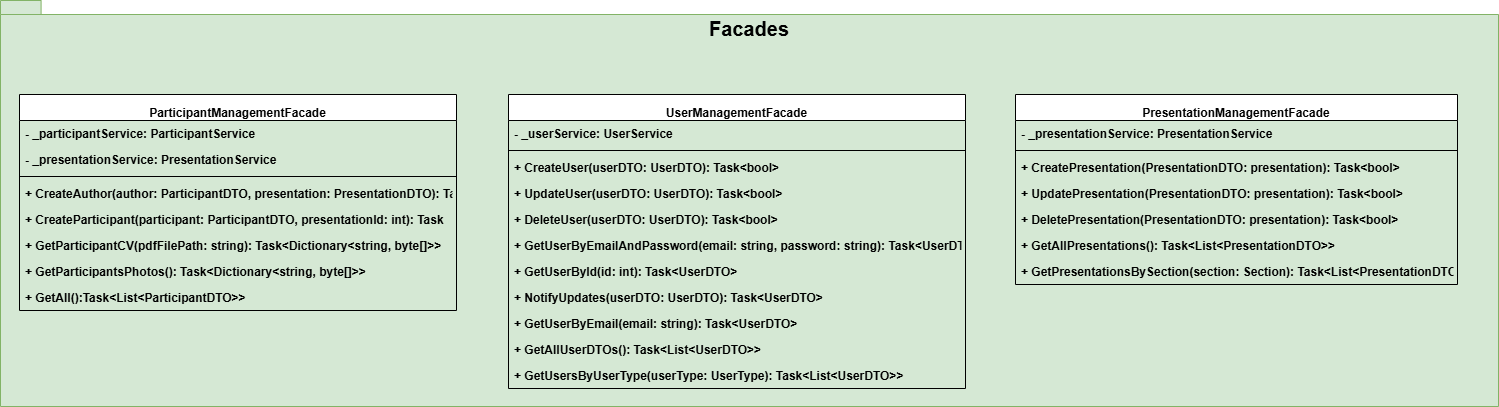 Facades
ParticipantManagementFacade
- _participantService: ParticipantService
- _presentationService: PresentationService
+ CreateAuthor(author: ParticipantDTO, presentation: PresentationDTO):
+ CreateParticipant(participant: ParticipantDTO, presentationId: int): Task
+ GetParticipantCV(pdfFilePath: string): Task<Dictionary<string, byte[]>>
+ GetParticipantsPhotos(): Task<Dictionary<string, byte[]>>
+ GetAll():Task<List<ParticipantDTO>>
UserManagementFacade
- _userService: UserService
+ CreateUser(userDTO: UserDTO): Task<bool>
+ UpdateUser(userDTO: UserDTO): Task<bool>
+ DeleteUser(userDTO: UserDTO): Task<bool>
+ GetUserByEmailAndPassword(email: string, password: string): Task<UserDT
+ GetUserById(id: int): Task<UserDTO>
+ NotifyUpdates(userDTO: UserDTO): Task<UserDTO>
+ GetUserByEmail(email: string): Task<UserDTO>
+ GetAllUserDTOs(): Task<List<UserDTO>>
+ GetUsersByUserType(userType: UserType): Task<List<UserDTO>>
PresentationManagementFacade
- _presentationService: PresentationService
+ CreatePresentation(PresentationDTO: presentation): Task<bool>
+ UpdatePresentation(PresentationDTO: presentation): Task<bool>
+ DeletePresentation(PresentationDTO: presentation): Task<bool>
+ GetAllPresentations(): Task<List<PresentationDTO>>
+ GetPresentationsBySection(section: Section): Task<List<PresentationDTO